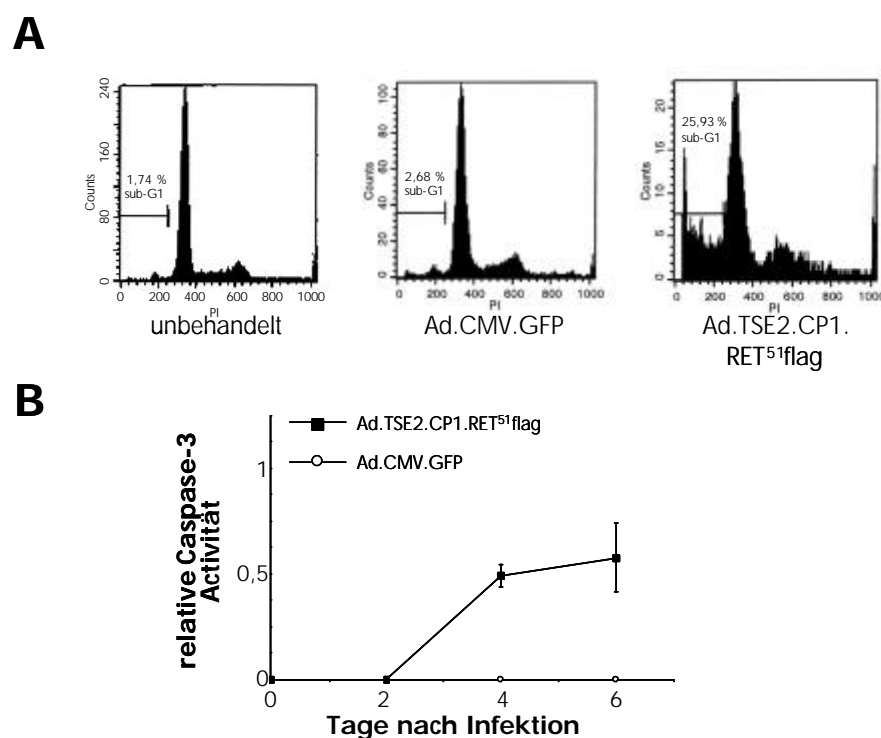 A
240
160
80
0
Counts
1,74 %
sub-G1
0 200 400 600 800 1000
PI
unbehandelt
100
80
60
40
20
0
Counts
2,68 %
sub-G1
0 200 400 600 800 1000
PI
Ad.CMV.GFP
20
15
10
5
0
Counts
25,93 %
sub-G1
0 200 400 600 800 1000
PI
Ad.TSE2.CP1.
RET⁵¹flag
B
Ad.TSE2.CP1.RET⁵¹flag
Ad.CMV.GFP
relative Caspase-3
Activität
1
0,5
0
0 2 4 6
Tage nach Infektion